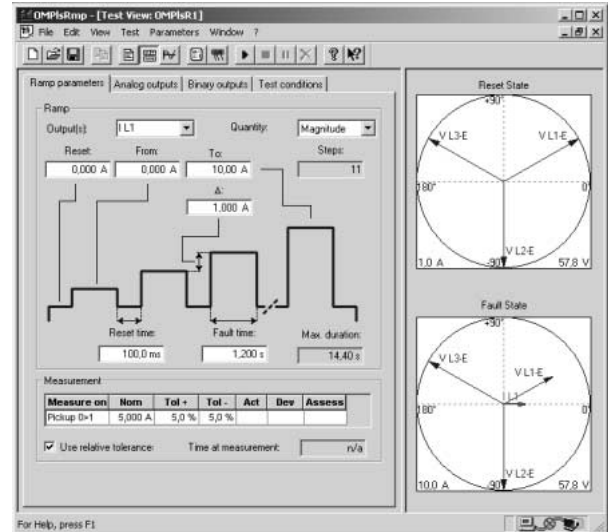 OMPlsRmp - [Test View: OMPlsR1]
File Edit View Test Parameters Window ?
Ramp parameters Analog outputs Binary outputs Test conditions
Ramp
Output(s): I L1 Quantity: Magnitude
Reset: From: To: Steps:
0,000 A 0,000 A 10,00 A 11
Δ:
1,000 A
Reset time: Fault time: Max. duration:
100,0 ms 1,200 s 14,40 s
Measurement
Measure on Nom Tol + Tol - Act Dev Assess
Pickup 0>1 5,000 A 5,0 % 5,0 %
Use relative tolerance: Time at measurement: n/a
Reset State
+90°
V L3-E V L1-E
180° 0°
V L2-E
1,0 A -90° 57,8 V
Fault State
+90°
V L3-E V L1-E
I L1
180° 0°
V L2-E
10,0 A -90° 57,8 V
For Help, press F1